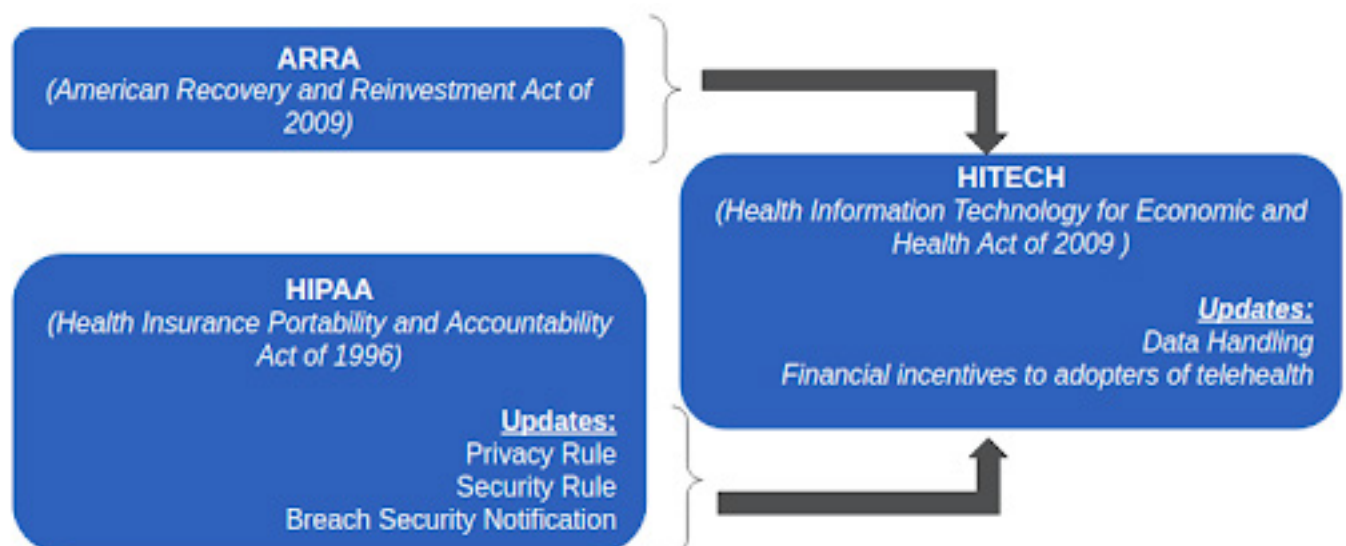 ARRA
(American Recovery and Reinvestment Act of
2009)
HITECH
(Health Information Technology for Economic and
Health Act of 2009 )
Updates:
Data Handling
Financial incentives to adopters of telehealth
HIPAA
(Health Insurance Portability and Accountability
Act of 1996)
Updates:
Privacy Rule
Security Rule
Breach Security Notification